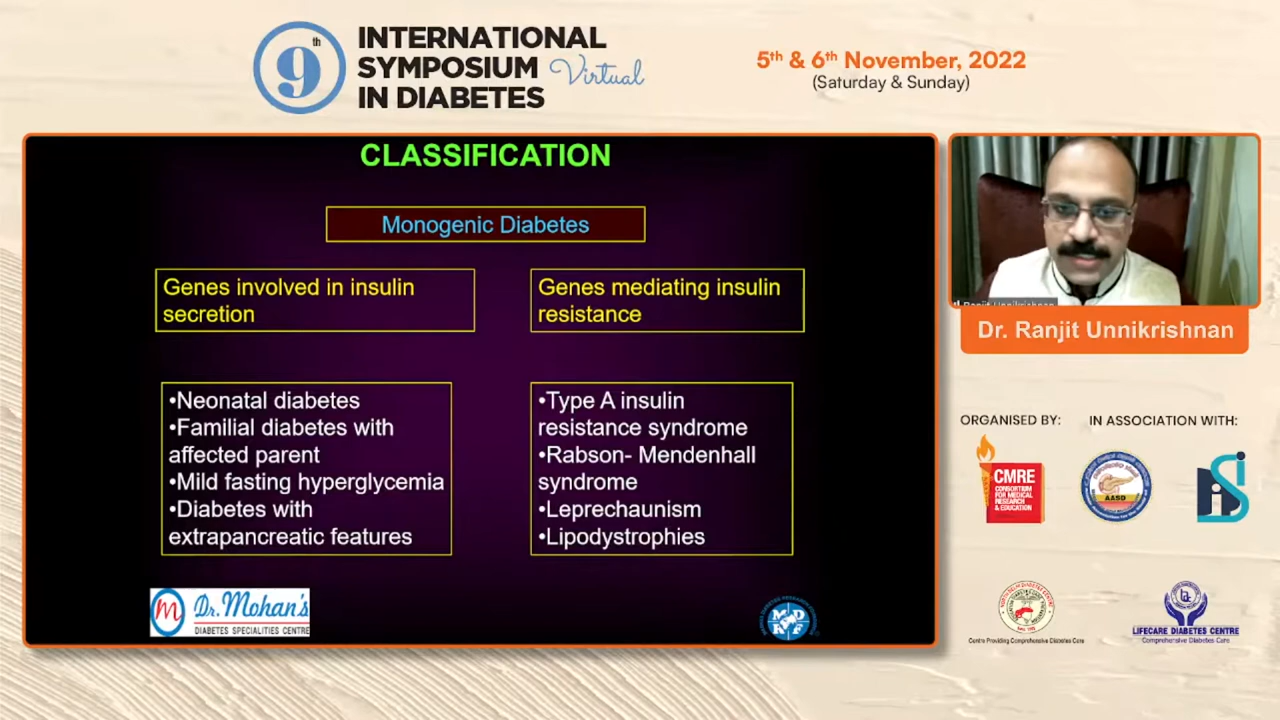 9th
INTERNATIONAL
SYMPOSIUM Virtual
IN DIABETES
5th & 6th November, 2022
(Saturday & Sunday)
CLASSIFICATION
Monogenic Diabetes
Genes involved in insulin
secretion
Genes mediating insulin
resistance
•Neonatal diabetes
•Familial diabetes with
affected parent
•Mild fasting hyperglycemia
•Diabetes with
extrapancreatic features
•Type A insulin
resistance syndrome
•Rabson- Mendenhall
syndrome
•Leprechaunism
•Lipodystrophies
m Dr.Mohan's
DIABETES SPECIALITIES CENTRE
MDRF
Ranjit Unnikrishnan
Dr. Ranjit Unnikrishnan
ORGANISED BY:
IN ASSOCIATION WITH:
CMRE
CONSORTIUM
FOR MEDICAL
RESEARCH
& EDUCATION
AASD
Centre Providing Comprehensive Diabetes Care
LIFECARE DIABETES CENTRE
Comprehensive Diabetes Care